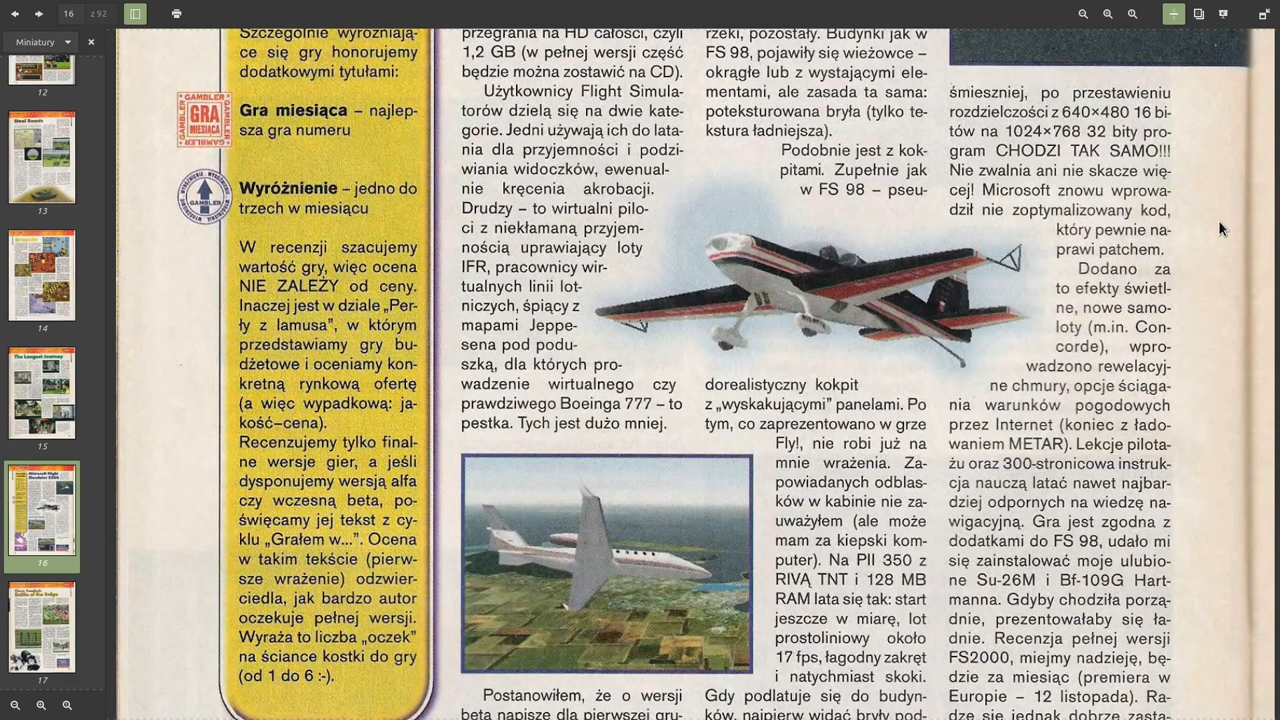 16
z 92
Miniatury
12
13
14
15
16
17
Szczególnie wyróżniają-
ce się gry honorujemy
dodatkowymi tytułami:
GAMBLER
GRA
MIESIĄCA
GAMBLER
Gra miesiąca – najlep-
sza gra numeru
GAMBLER
Wyróżnienie – jedno do
trzech w miesiącu
W recenzji szacujemy
wartość gry, więc ocena
NIE ZALEŻY od ceny.
Inaczej jest w dziale „Per-
ły z lamusa”, w którym
przedstawiamy gry bu-
dżetowe i oceniamy kon-
kretną rynkową ofertę
(a więc wypadkową: ja-
kość–cena).
Recenzujemy tylko final-
ne wersje gier, a jeśli
dysponujemy wersją alfa
czy wczesną beta, po-
święcamy jej tekst z cy-
klu „Grałem w...”. Ocena
w takim tekście (pierw-
sze wrażenie) odzwier-
ciedla, jak bardzo autor
oczekuje pełnej wersji.
Wyraża to liczba „oczek”
na ściance kostki do gry
(od 1 do 6 :-).
przegrania na HD całości, czyli
1,2 GB (w pełnej wersji część
będzie można zostawić na CD).
Użytkownicy Flight Simula-
torów dzielą się na dwie kate-
gorie. Jedni używają ich do lata-
nia dla przyjemności i podzi-
wiania widoczków, ewenual-
nie kręcenia akrobacji.
Drudzy – to wirtualni pilo-
ci z niekłamaną przyjem-
nością uprawiający loty
IFR, pracownicy wir-
tualnych linii lot-
niczych, śpiący z
mapami Jeppe-
sena pod podu-
szką, dla których pro-
wadzenie wirtualnego czy
prawdziwego Boeinga 777 – to
pestka. Tych jest dużo mniej.
Postanowiłem, że o wersji
beta napiszę dla pierwszej gru-
rzeki, pozostały. Budynki jak w
FS 98, pojawiły się wieżowce –
okrągłe lub z wystającymi ele-
mentami, ale zasada ta sama:
poteksturowana bryła (tylko te-
kstura ładniejsza).
Podobnie jest z kok-
pitami. Zupełnie jak
w FS 98 – pseu-
dorealistyczny kokpit
z „wyskakującymi” panelami. Po
tym, co zaprezentowano w grze
Fly!, nie robi już na
mnie wrażenia. Za-
powiadanych odblas-
ków w kabinie nie za-
uważyłem (ale może
mam za kiepski kom-
puter). Na PII 350 z
RIVĄ TNT i 128 MB
RAM lata się tak: start
jeszcze w miarę, lot
prostoliniowy około
17 fps, łagodny zakręt
i natychmiast skoki.
Gdy podlatuje się do budyn-
ków, najpierw widać bryły pod-
śmieszniej, po przestawieniu
rozdzielczości z 640×480 16 bi-
tów na 1024×768 32 bity pro-
gram CHODZI TAK SAMO!!!
Nie zwalnia ani nie skacze wię-
cej! Microsoft znowu wprowa-
dził nie zoptymalizowany kod,
który pewnie na-
prawi patchem.
Dodano za
to efekty świetl-
ne, nowe samo-
loty (m.in. Con-
corde), wpro-
wadzono rewelacyj-
ne chmury, opcje ściąga-
nia warunków pogodowych
przez Internet (koniec z łado-
waniem METAR). Lekcje pilota-
żu oraz 300-stronicowa instruk-
cja nauczą latać nawet najbar-
dziej odpornych na wiedzę na-
wigacyjną. Gra jest zgodna z
dodatkami do FS 98, udało mi
się zainstalować moje ulubio-
ne Su-26M i Bf-109G Hart-
manna. Gdyby chodziła porzą-
dnie, prezentowałaby się ła-
dnie. Recenzja pełnej wersji
FS2000, miejmy nadzieję, bę-
dzie za miesiąc (premiera w
Europie – 12 listopada). Ra-
dzę się jednak dobrze zasta-